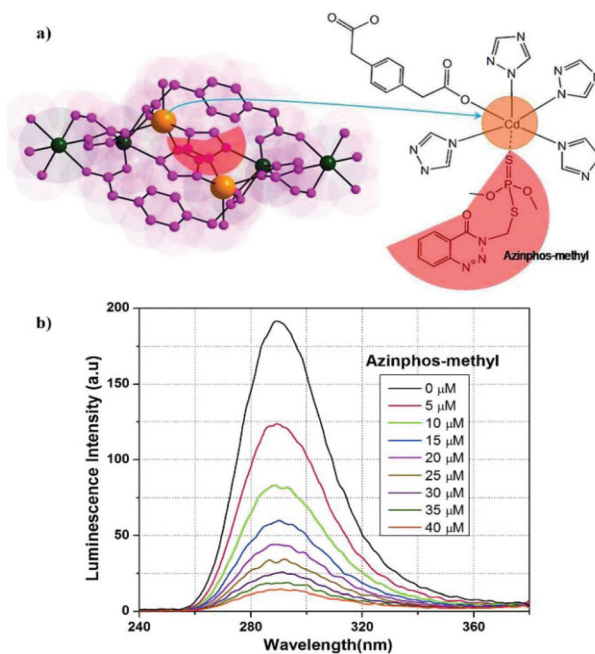 a)
O
O
O
O
N
N
N
N
N
N
N
N
N
N
N
N
Cd
S
P
O
O
S
O
N
N
N
Azinphos-methyl
b)
Luminescence Intensity (a.u)
200
150
100
50
0
Azinphos-methyl
0 µM
5 µM
10 µM
15 µM
20 µM
25 µM
30 µM
35 µM
40 µM
240 280 320 360
Wavelength(nm)